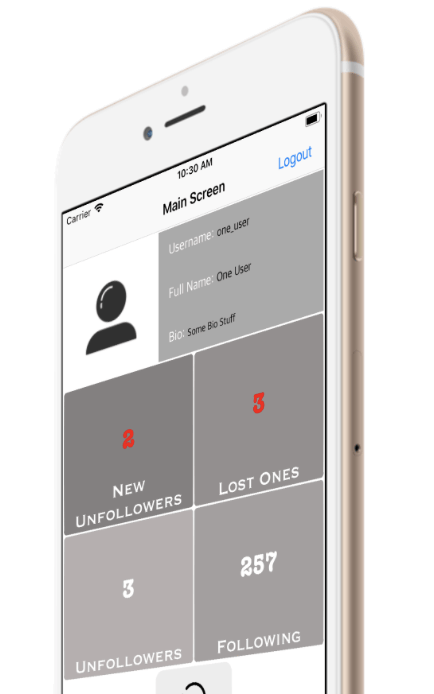 Carrier
10:30 AM
Main Screen
Logout
Username: one_user
Full Name: One User
Bio: Some Bio Stuff
2
New
Unfollowers
3
Lost Ones
3
Unfollowers
257
Following